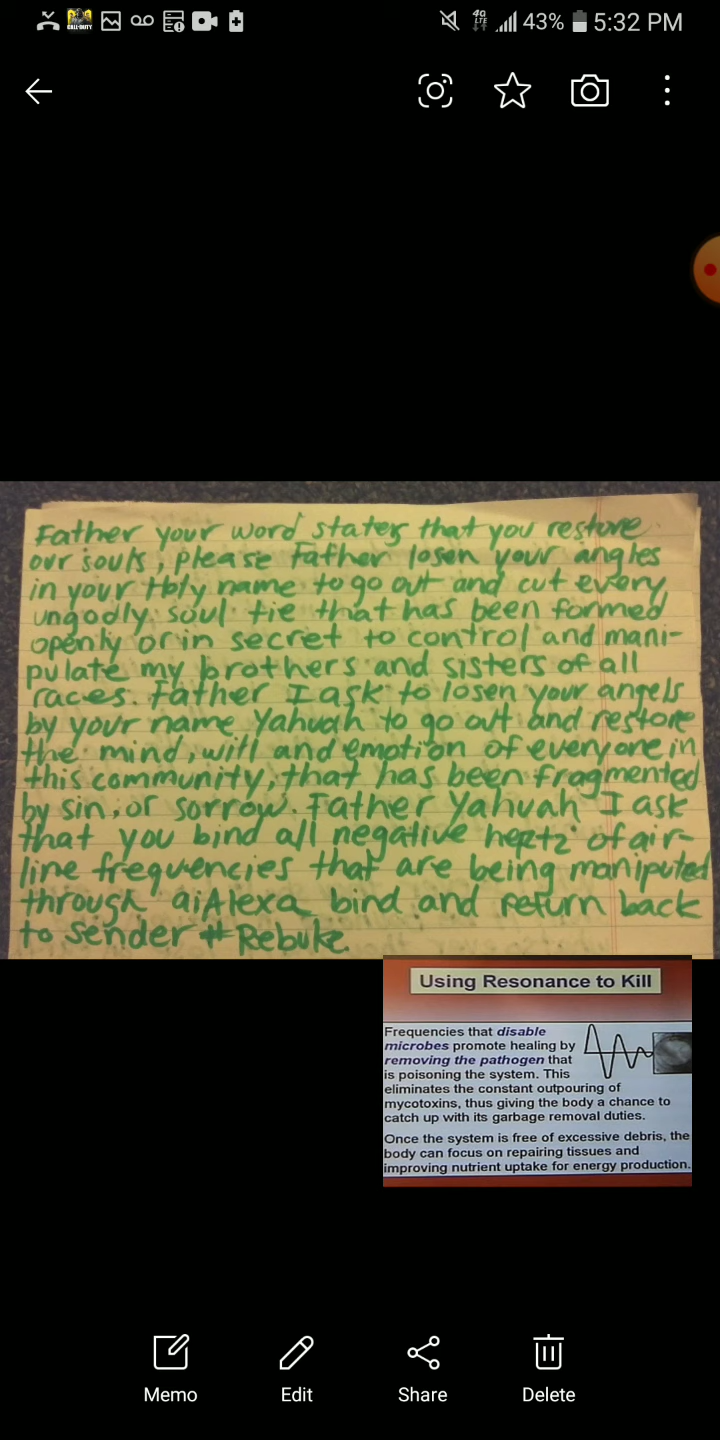 CALL-DUTY
4G
LTE
43%
5:32 PM
Father your word states that you restore
our souls, please Father losen your angles
in your Holy name to go out and cut every
ungodly soul tie that has been formed
openly or in secret to control and mani-
pulate my brothers and sisters of all
races. Father I ask to losen your angels
by your name Yahuah to go out and restore
the mind, will and emotion of everyone in
this community, that has been fragmented
by sin, or sorrow. Father Yahuah I ask
that you bind all negative hertz of air-
line frequencies that are being maniputed
through aiAlexa bind and return back
to sender #Rebuke.
Using Resonance to Kill
Frequencies that disable
microbes promote healing by
removing the pathogen that
is poisoning the system. This
eliminates the constant outpouring of
mycotoxins, thus giving the body a chance to
catch up with its garbage removal duties.
Once the system is free of excessive debris, the
body can focus on repairing tissues and
improving nutrient uptake for energy production.
Memo
Edit
Share
Delete